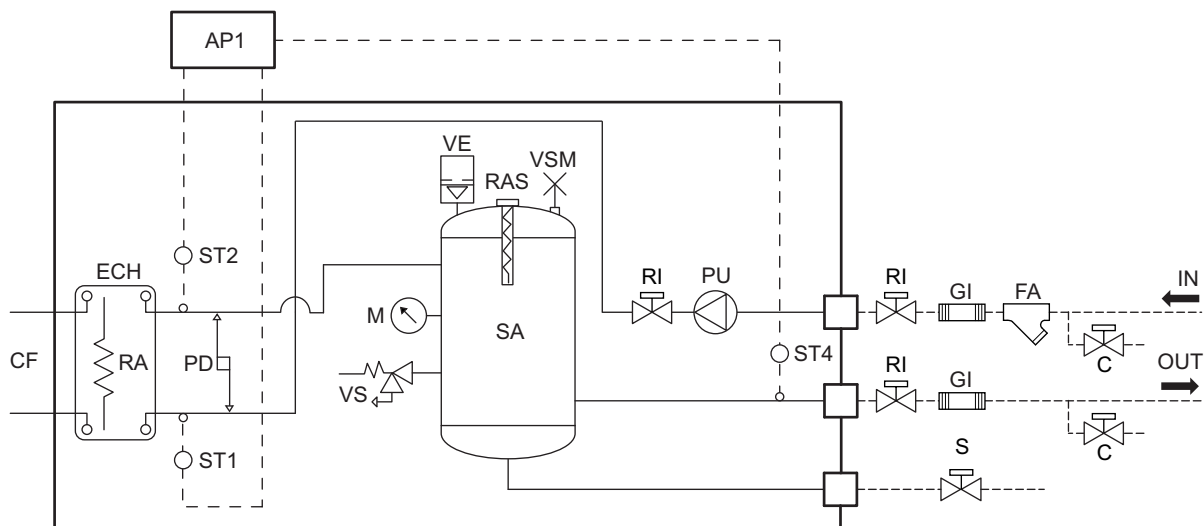 AP1
VE
VSM
RAS
ST2
ECH
RI
PU
RI
GI
FA
IN
M
SA
CF
RA
PD
ST4
C
OUT
VS
RI
GI
C
ST1
S